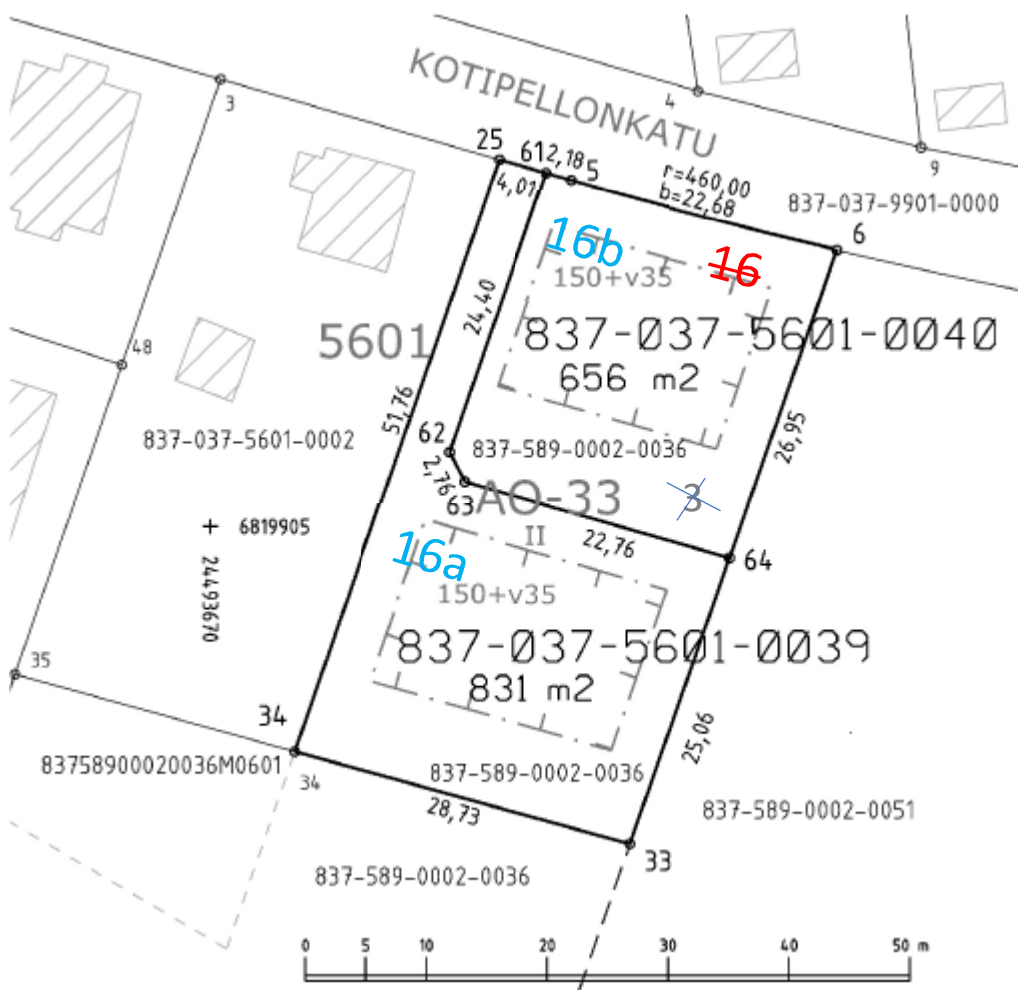 KOTIPELLONKATU
3
4
9
25
61
2,18
5
4,01
r=460,00
b=22,68
837-037-9901-0000
6
16b
16
150+v35
24,40
5601
837-037-5601-0040
656 m2
48
51,76
26,95
837-037-5601-0002
62
837-589-0002-0036
2,76
63
AO-33
3
II
22,76
64
6819905
24493670
16a
150+v35
837-037-5601-0039
831 m2
35
34
25,06
83758900020036M0601
34
837-589-0002-0036
28,73
837-589-0002-0051
33
837-589-0002-0036
0 5 10 20 30 40 50 m